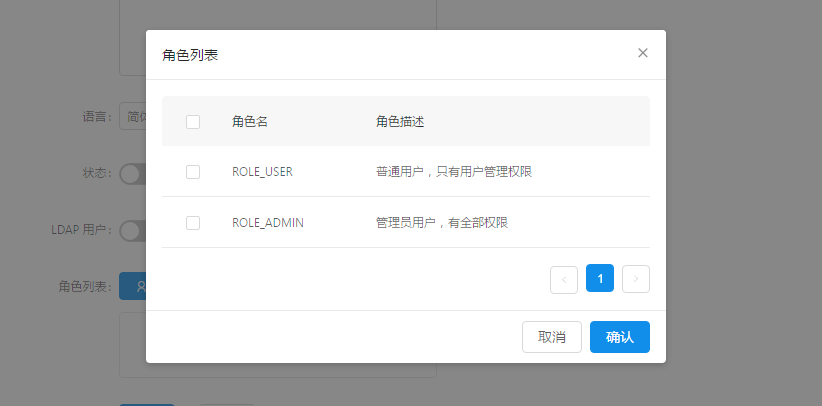 角色列表
角色名 角色描述
ROLE_USER 普通用户，只有用户管理权限
ROLE_ADMIN 管理员用户，有全部权限
1
取消 确认
语言：简体
状态：
LDAP 用户：
角色列表：